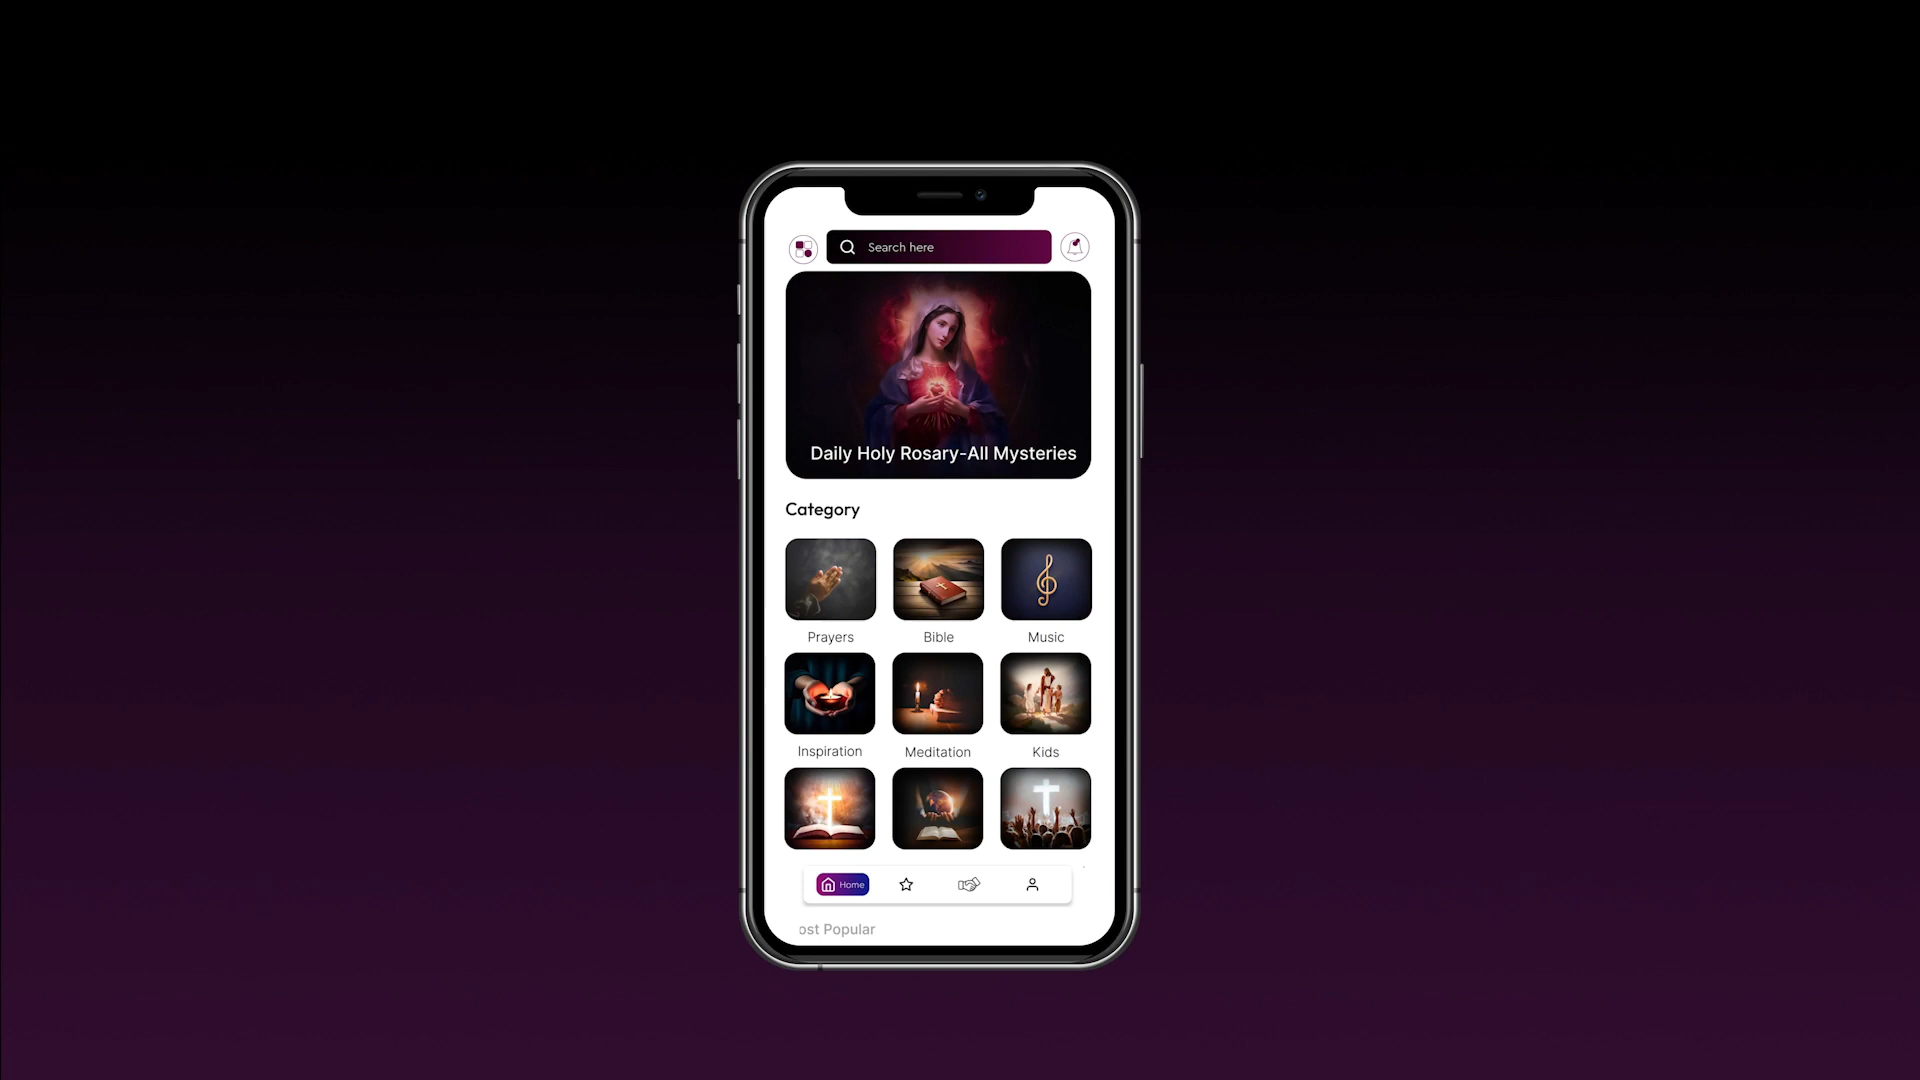 Search here
Daily Holy Rosary-All Mysteries
Category
Prayers
Bible
Music
Inspiration
Meditation
Kids
Home
ost Popular